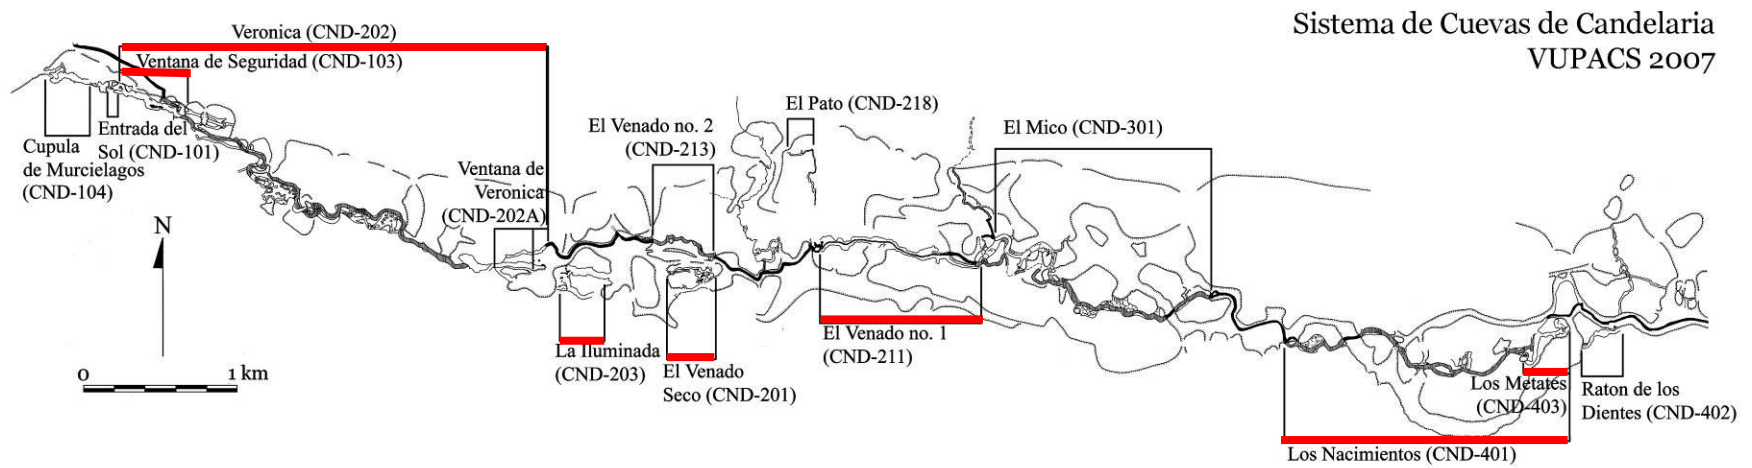 Sistema de Cuevas de Candelaria
VUPACS 2007
Veronica (CND-202)
Ventana de Seguridad (CND-103)
Cupula
de Murcielagos
(CND-104)
Entrada del
Sol (CND-101)
Ventana de
Veronica
(CND-202A)
El Venado no. 2
(CND-213)
El Pato (CND-218)
El Mico (CND-301)
N
0 1 km
La Iluminada
(CND-203)
El Venado
Seco (CND-201)
El Venado no. 1
(CND-211)
Los Metates
(CND-403)
Raton de los
Dientes (CND-402)
Los Nacimientos (CND-401)